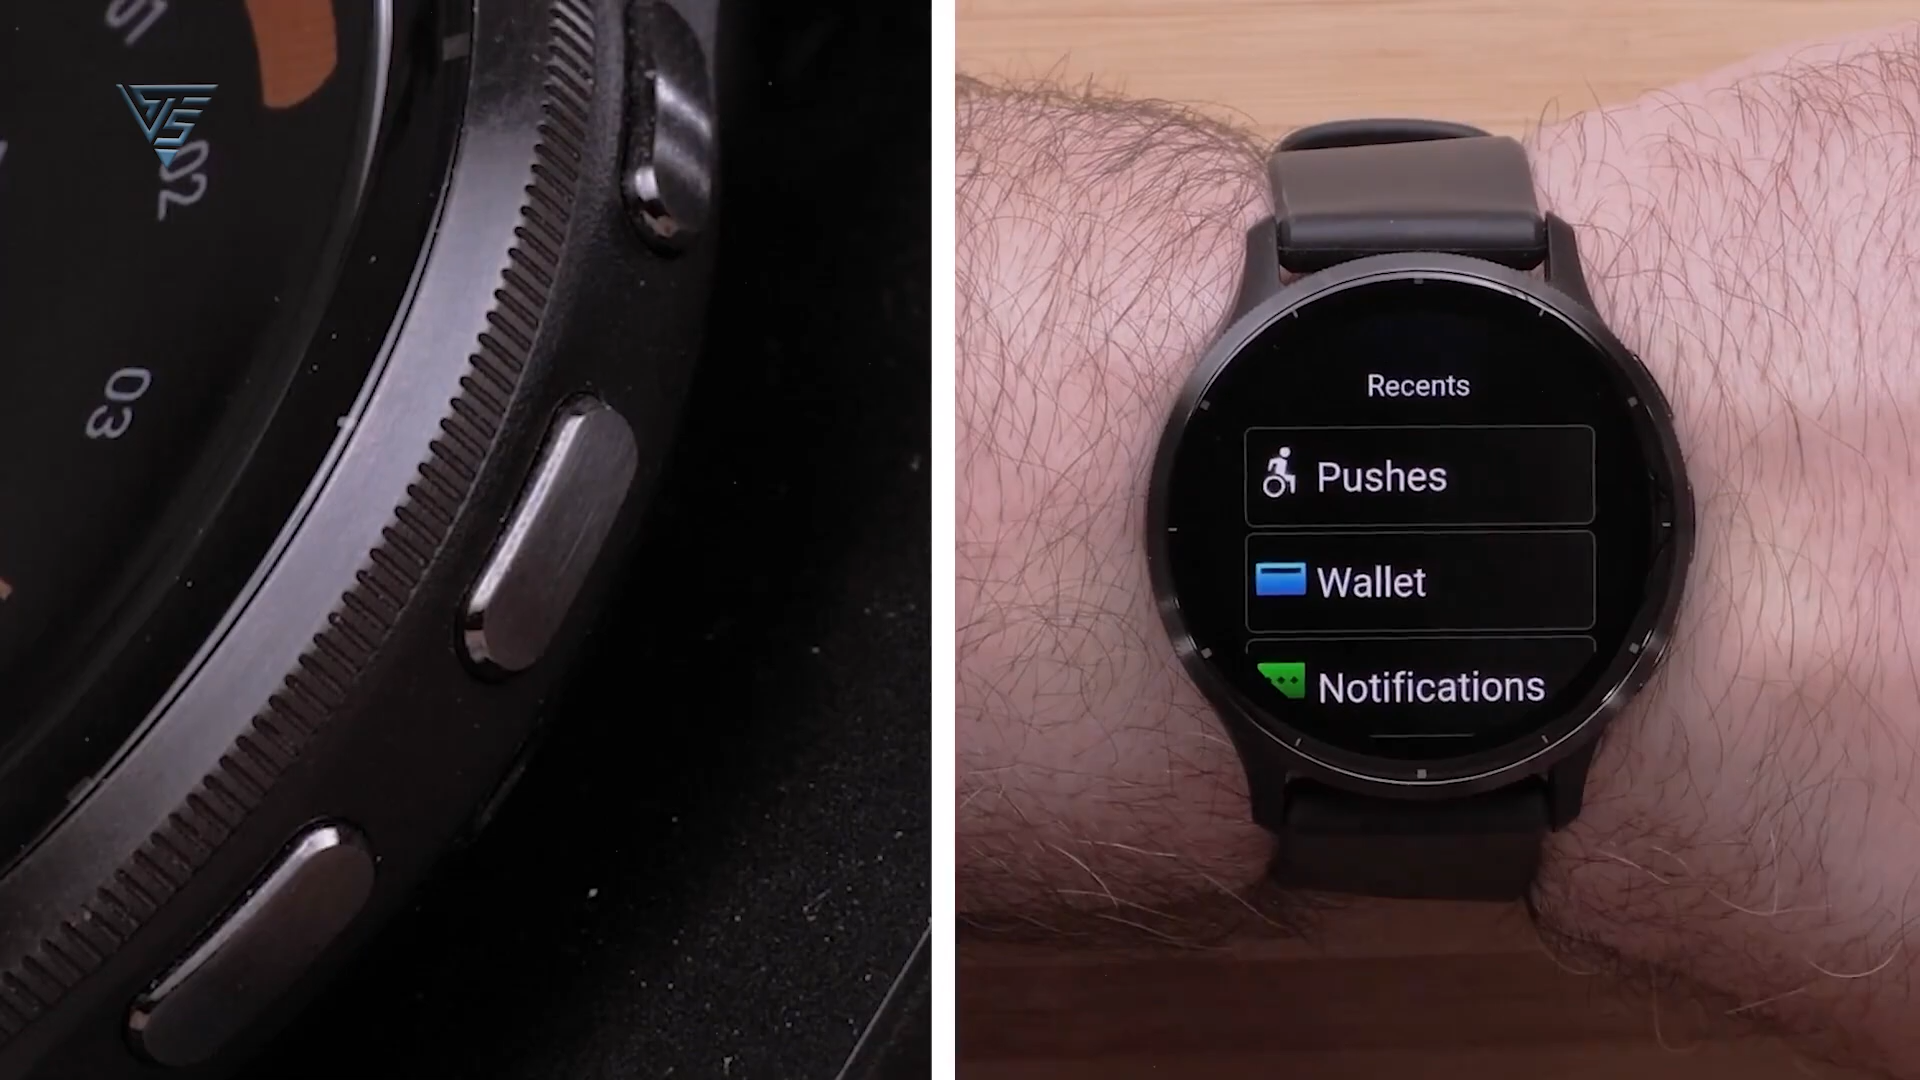 02
03
Recents
Pushes
Wallet
Notifications